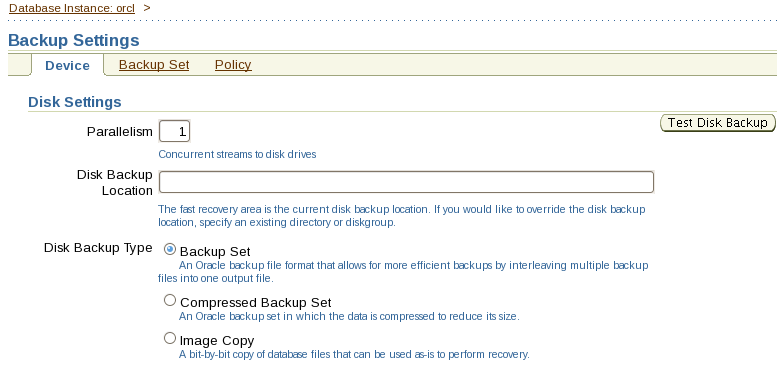 Database Instance: orcl >
Backup Settings
Device Backup Set Policy
Disk Settings
Test Disk Backup
Parallelism 1
Concurrent streams to disk drives
Disk Backup
Location
The fast recovery area is the current disk backup location. If you would like to override the disk backup
location, specify an existing directory or diskgroup.
Disk Backup Type Backup Set
An Oracle backup file format that allows for more efficient backups by interleaving multiple backup
files into one output file.
Compressed Backup Set
An Oracle backup set in which the data is compressed to reduce its size.
Image Copy
A bit-by-bit copy of database files that can be used as-is to perform recovery.